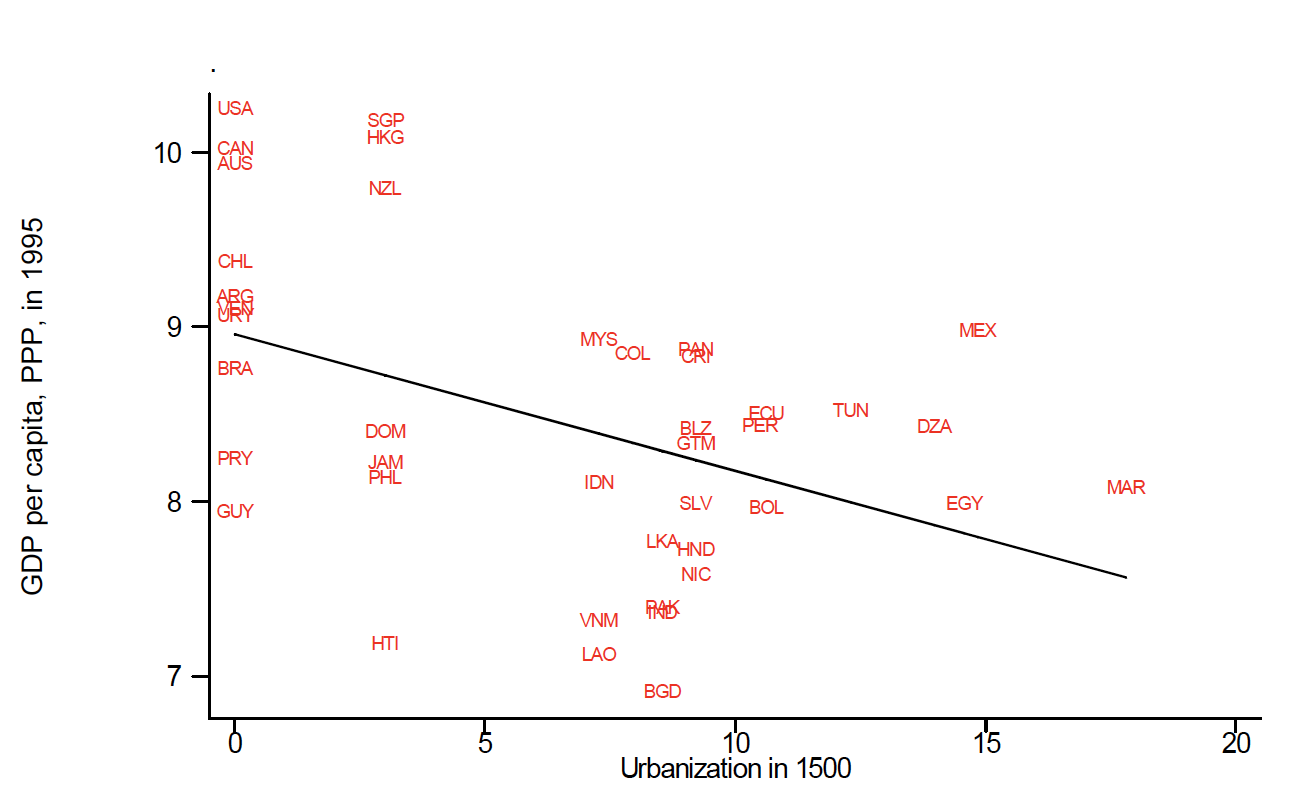 .
USA
SGP
HKG
10
CAN
AUS
NZL
CHL
ARG
VEN
URY
9
MEX
MYS
PAN
COL
CRI
BRA
ECU
TUN
PER
DZA
DOM
BLZ
GTM
PRY
JAM
PHL
IDN
MAR
8
SLV
EGY
BOL
GUY
LKA
HND
NIC
PAK
IND
VNM
HTI
LAO
7
BGD
GDP per capita, PPP, in 1995
0 5 10 15 20
Urbanization in 1500